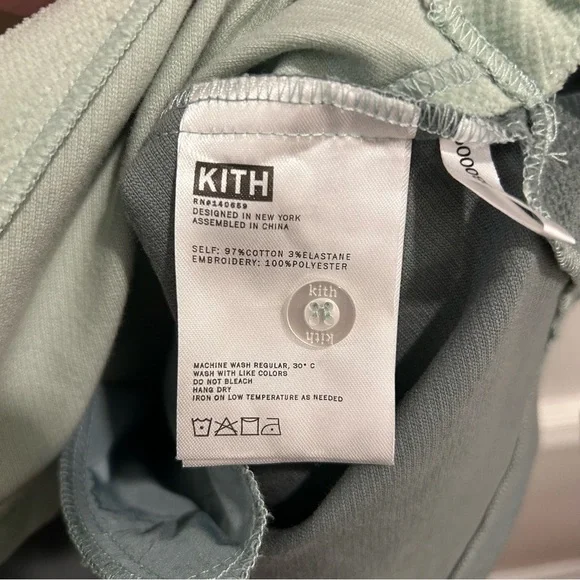 KITH
RN#140659
DESIGNED IN NEW YORK
ASSEMBLED IN CHINA
SELF: 97%COTTON 3%ELASTANE
EMBROIDERY: 100%POLYESTER
kith
kith
MACHINE WASH REGULAR, 30° C
WASH WITH LIKE COLORS
DO NOT BLEACH
HANG DRY
IRON ON LOW TEMPERATURE AS NEEDED